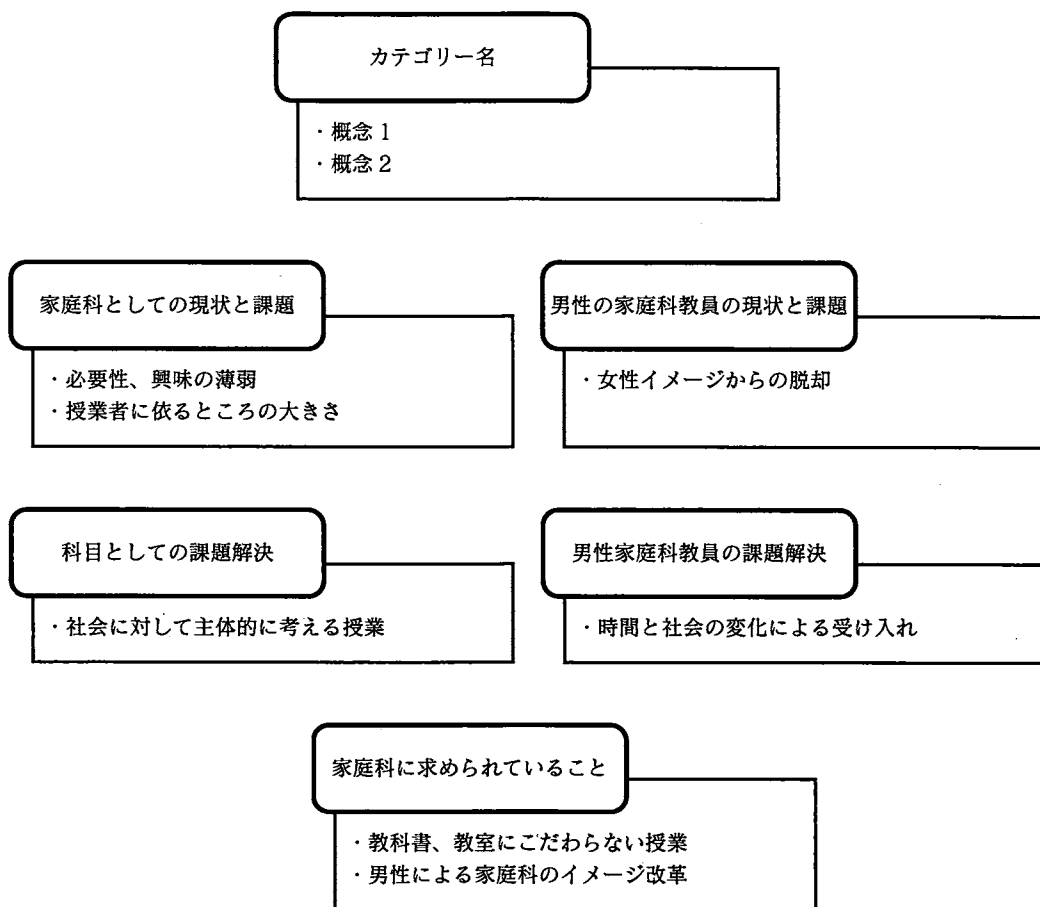 カテゴリー名
・概念1
・概念2
家庭科としての現状と課題
・必要性、興味の薄弱
・授業者に依るところの大きさ
男性の家庭科教員の現状と課題
・女性イメージからの脱却
科目としての課題解決
・社会に対して主体的に考える授業
男性家庭科教員の課題解決
・時間と社会の変化による受け入れ
家庭科に求められていること
・教科書、教室にこだわらない授業
・男性による家庭科のイメージ改革